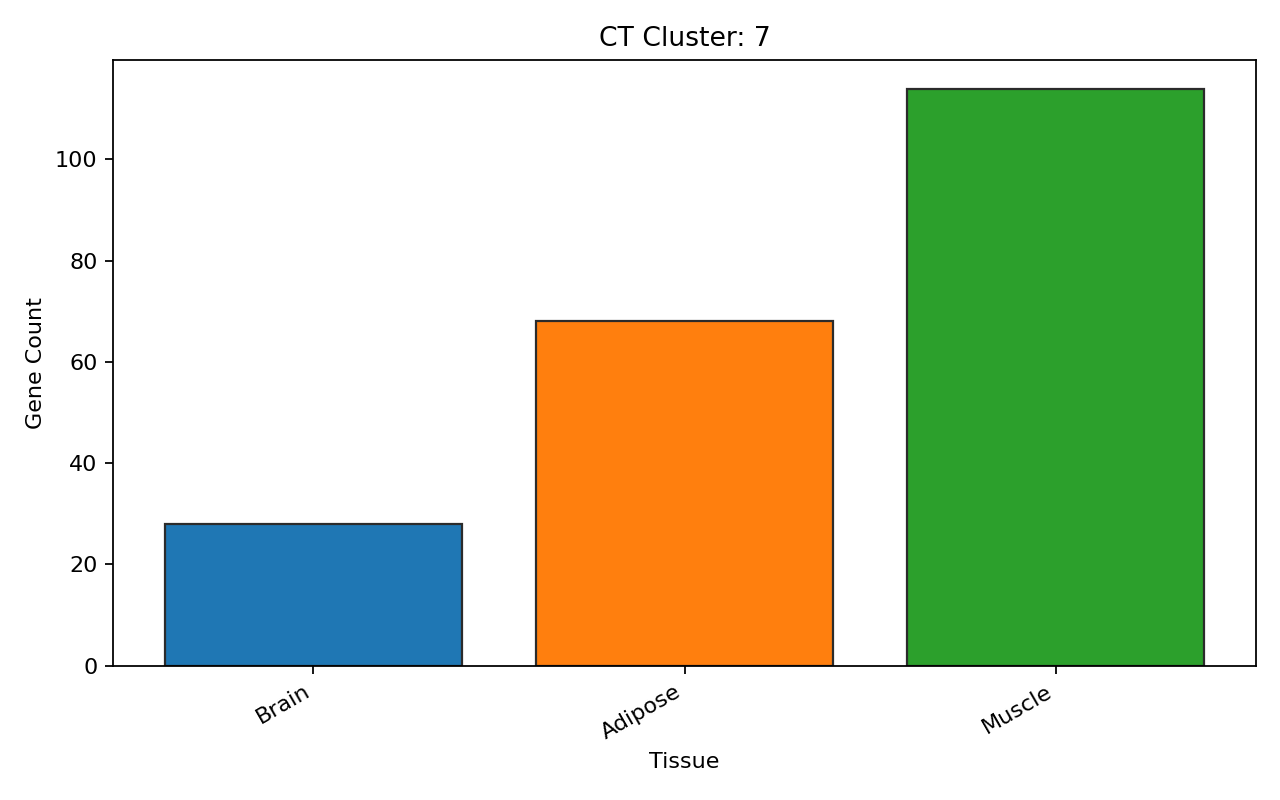 CT Cluster: 7
Gene Count
100
80
60
40
20
0
Brain
Adipose
Muscle
Tissue